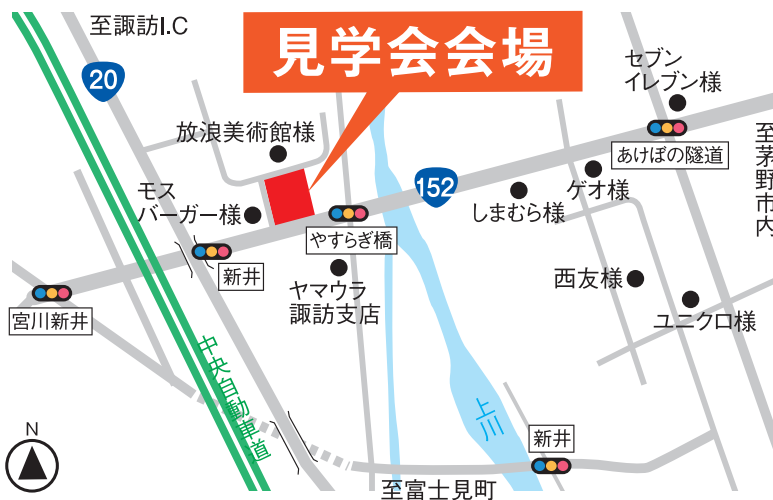 至諏訪I.C
見学会会場
20
セブン
イレブン様
放浪美術館様
あけぼの隧道
至茅野市内
モス
バーガー様
152
ゲオ様
しまむら様
やすらぎ橋
新井
ヤマウラ
諏訪支店
西友様
ユニクロ様
宮川新井
中央自動車道
上川
N
新井
至富士見町